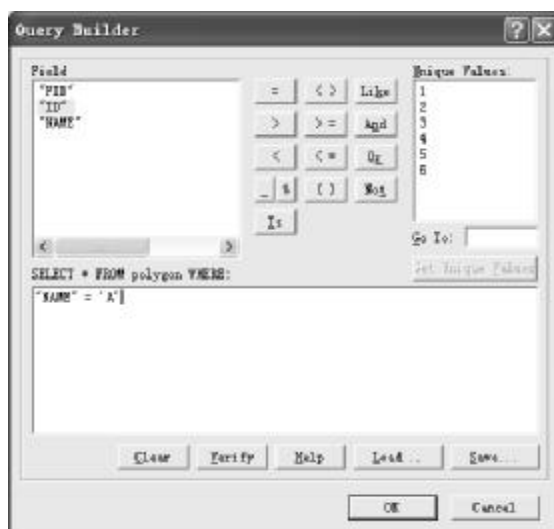 Query Builder
Field
"FID"
"ID"
"NAME"
= < > Like
> > = And
< < = Or
_ % ( ) Not
Is
Unique Values:
1
2
3
4
5
6
Go To:
Get Unique Values
SELECT * FROM polygon WHERE:
"NAME" = 'A'
Clear Verify Help Load... Save...
OK Cancel